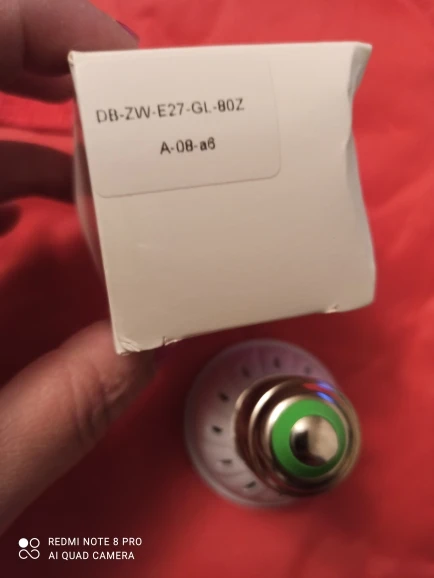 DB-ZW-E27-GL-80Z
A-08-a6
REDMI NOTE 8 PRO
AI QUAD CAMERA